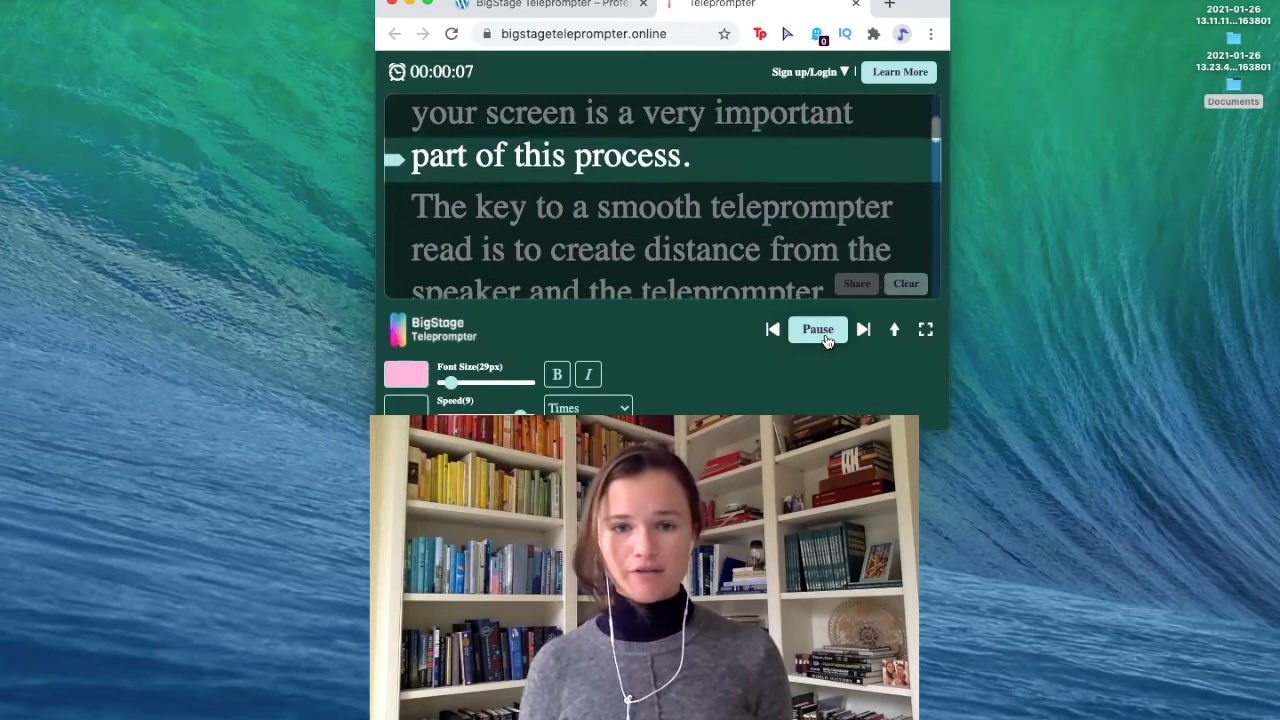 BigStage Teleprompter – Profe
Teleprompter
bigstageteleprompter.online
Tp
0
IQ
2021-01-26
13.11.11...163801
2021-01-26
13.23.4...163801
Documents
00:00:07
Sign up/Login ▼ |
Learn More
your screen is a very important
part of this process.
The key to a smooth teleprompter
read is to create distance from the
speaker and the teleprompter
Share
Clear
BigStage
Teleprompter
Pause
Font Size(29px)
B
I
Speed(9)
Times